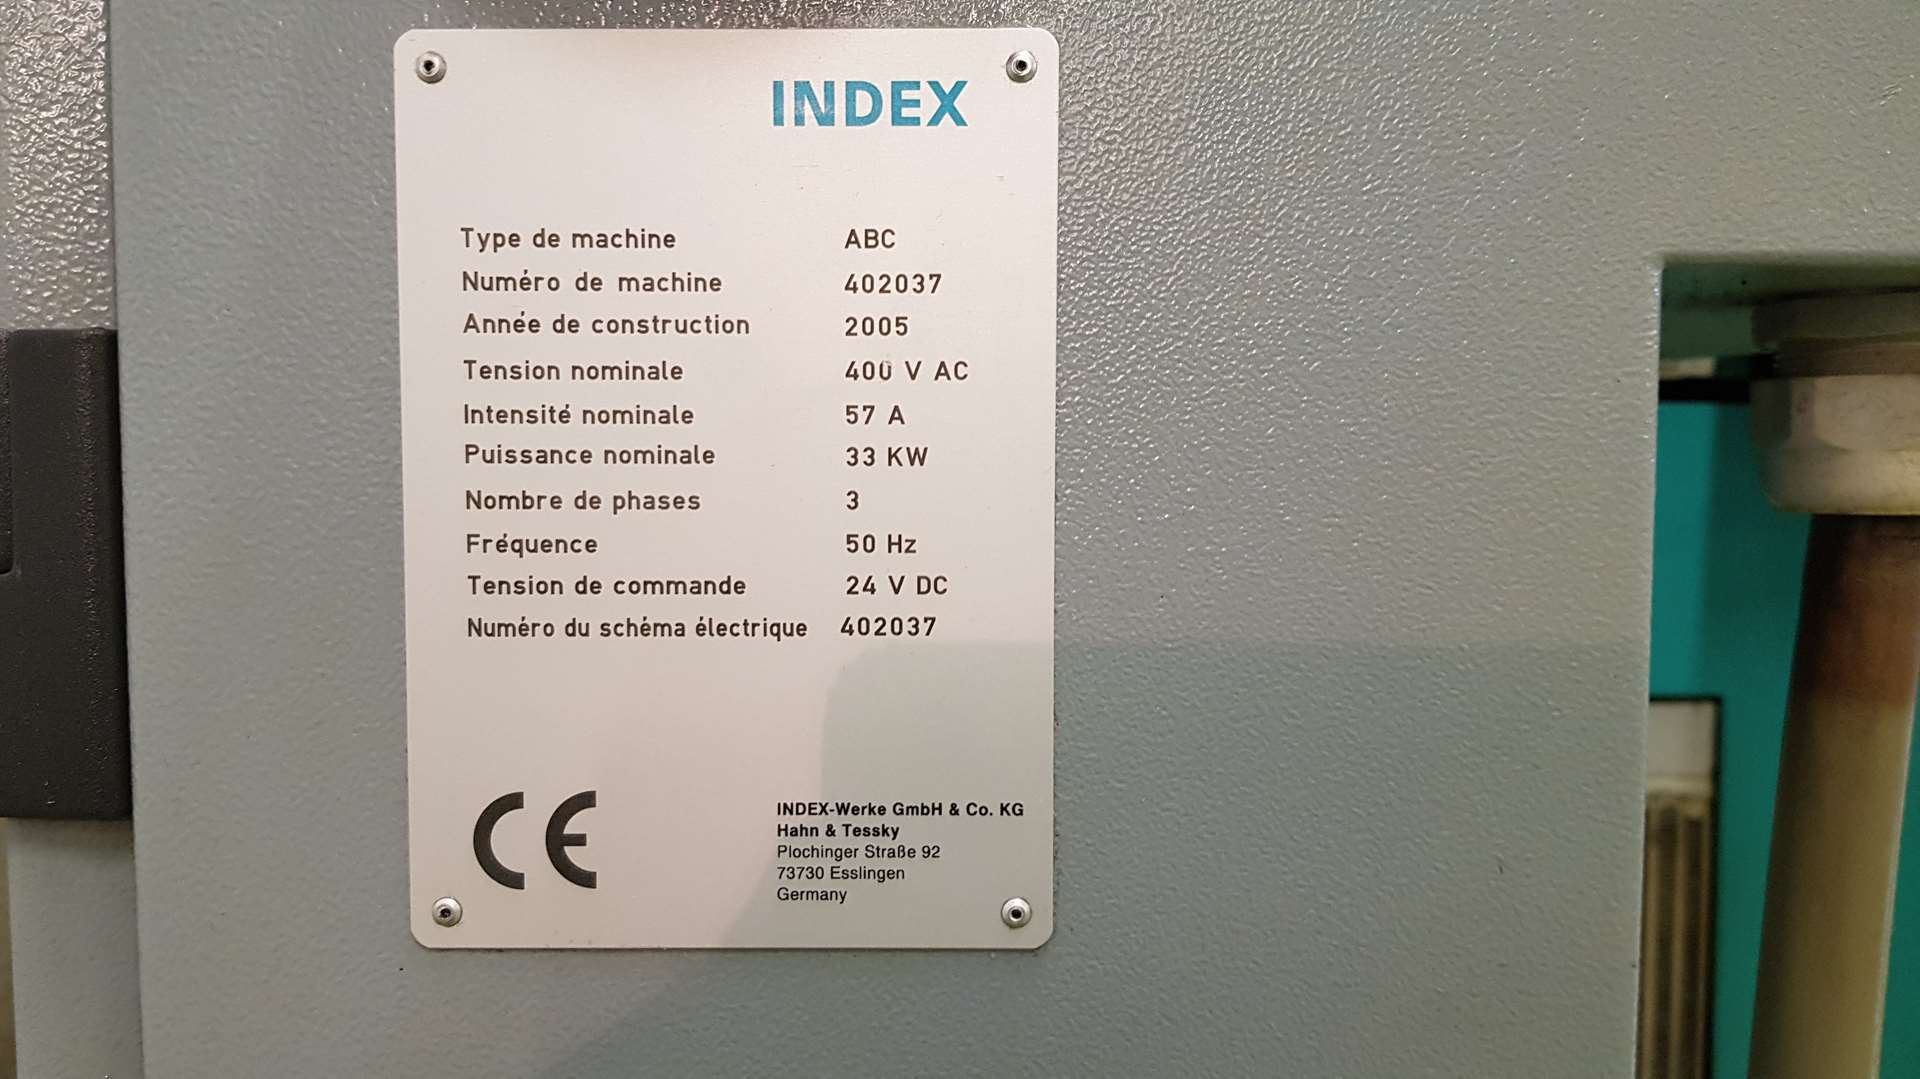 INDEX
Type de machine ABC
Numéro de machine 402037
Année de construction 2005
Tension nominale 400 V AC
Intensité nominale 57 A
Puissance nominale 33 KW
Nombre de phases 3
Fréquence 50 Hz
Tension de commande 24 V DC
Numéro du schéma électrique 402037
CE
INDEX-Werke GmbH & Co. KG
Hahn & Tessky
Plochinger Straße 92
73730 Esslingen
Germany